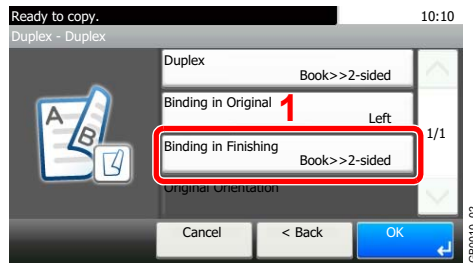 Ready to copy.
10:10
Duplex - Duplex
Duplex
Book>>2-sided
Binding in Original
1
Left
1/1
Binding in Finishing
Book>>2-sided
Original Orientation
A
B
Cancel
< Back
OK
GB0019_02